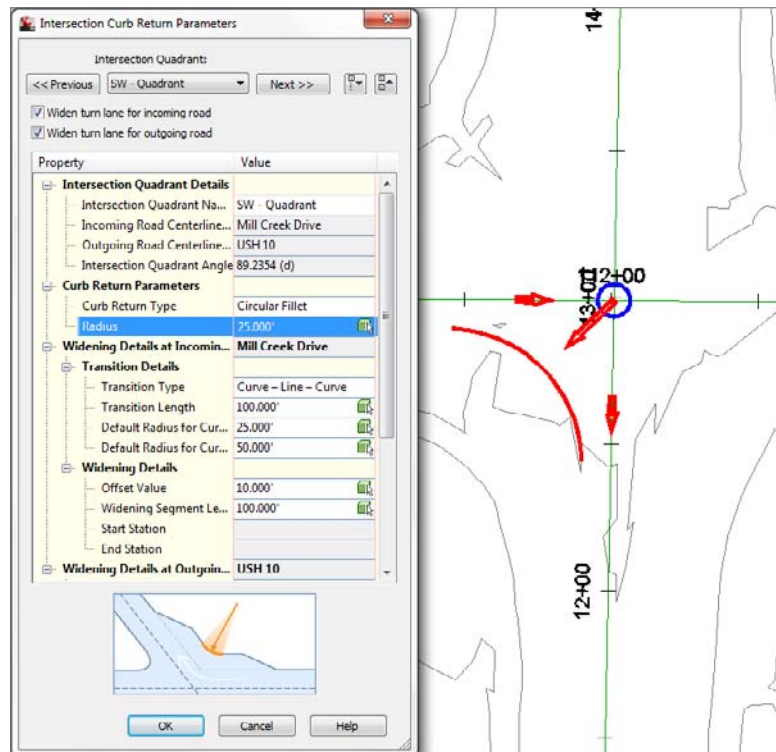 Intersection Curb Return Parameters
Intersection Quadrant:
<< Previous SW - Quadrant Next >>
Widen turn lane for incoming road
Widen turn lane for outgoing road
Property Value
Intersection Quadrant Details
Intersection Quadrant Na... SW - Quadrant
Incoming Road Centerline... Mill Creek Drive
Outgoing Road Centerline... USH 10
Intersection Quadrant Angle 89.2354 (d)
Curb Return Parameters
Curb Return Type Circular Fillet
Radius 25.000'
Widening Details at Incomin... Mill Creek Drive
Transition Details
Transition Type Curve – Line – Curve
Transition Length 100.000'
Default Radius for Cur... 25.000'
Default Radius for Cur... 50.000'
Widening Details
Offset Value 10.000'
Widening Segment Le... 100.000'
Start Station
End Station
Widening Details at Outgoin... USH 10
OK Cancel Help
12+00
12+00